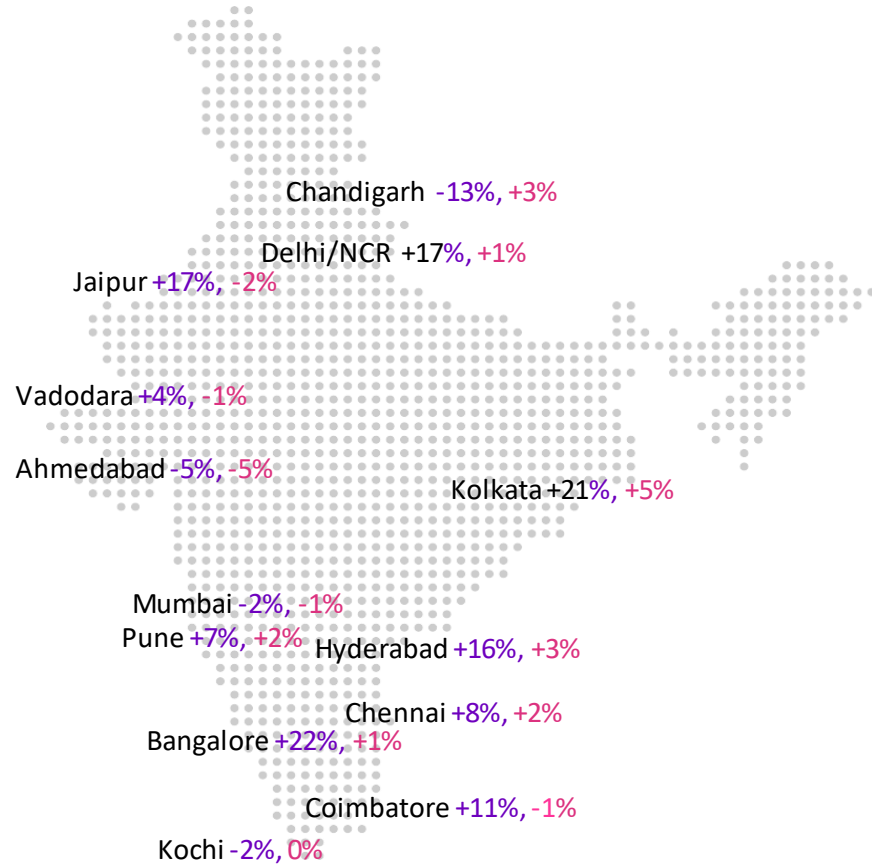 Chandigarh -13%, +3%
Delhi/NCR +17%, +1%
Jaipur +17%, -2%
Vadodara +4%, -1%
Ahmedabad -5%, -5%
Kolkata +21%, +5%
Mumbai -2%, -1%
Pune +7%, +2%
Hyderabad +16%, +3%
Chennai +8%, +2%
Bangalore +22%, +1%
Coimbatore +11%, -1%
Kochi -2%, 0%